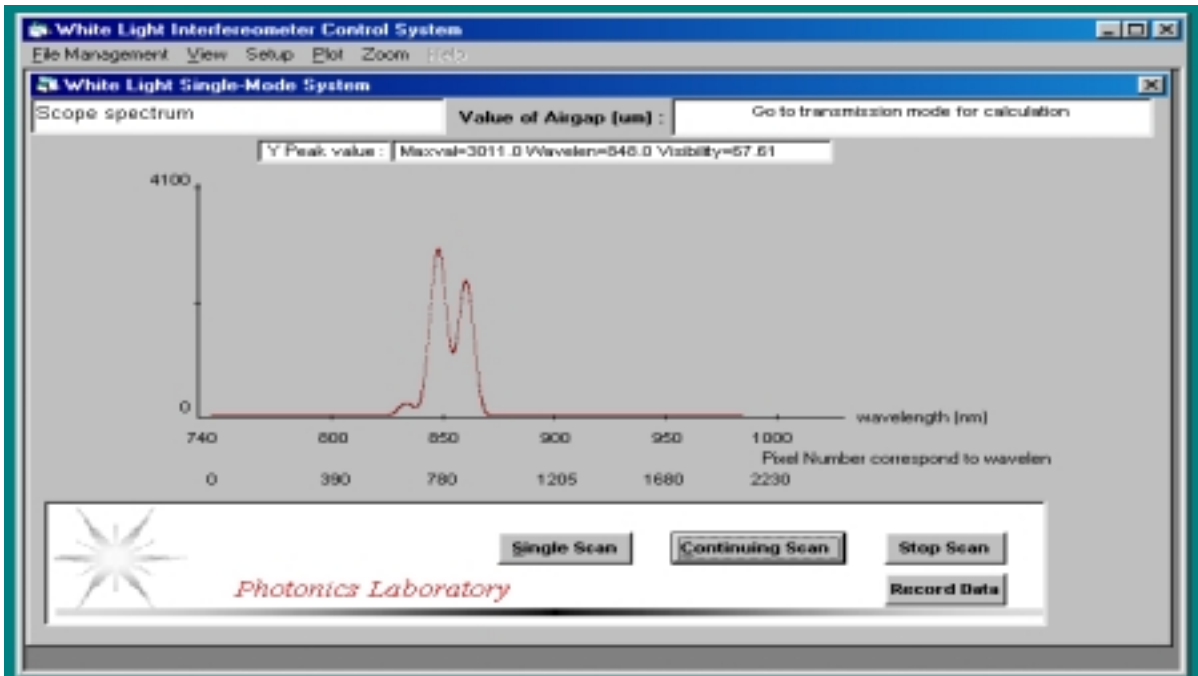 White Light Interfereometer Control System
File Management View Setup Plot Zoom Help
White Light Single-Mode System
Scope spectrum Value of Airgap (um) : Go to transmission mode for calculation
Y Peak value : Maxval=3011.0 Wavelen=848.0 Visibility=67.61
4100
0
wavelength (nm)
740 800 850 900 950 1000
Pixel Number correspond to wavelen
0 390 780 1205 1680 2230
Single Scan Continuing Scan Stop Scan
Photonics Laboratory Record Data